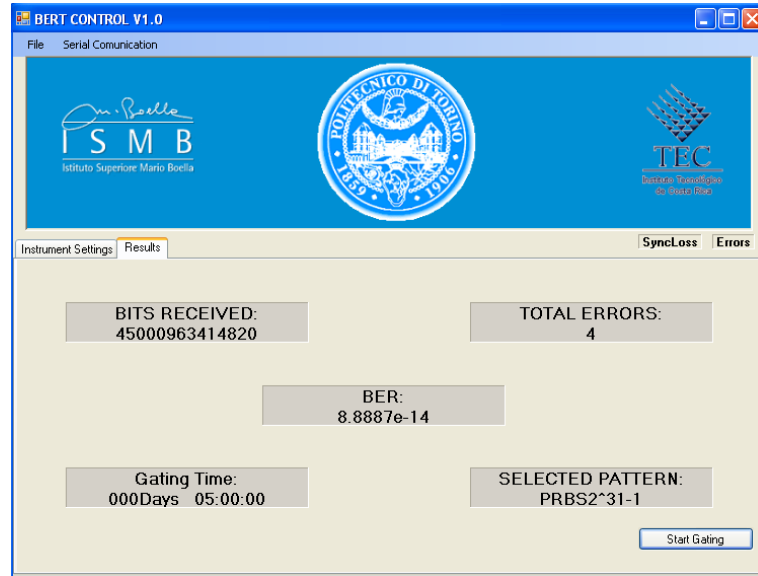 BERT CONTROL V1.0
File Serial Comunication
m. Boella
ISMB
Istituto Superiore Mario Boella
POLITECNICO DI TORINO
1859 1906
TEC
Instituto Tecnológico
de Costa Rica
Instrument Settings Results
SyncLoss Errors
BITS RECEIVED:
45000963414820
TOTAL ERRORS:
4
BER:
8.8887e-14
Gating Time:
000Days 05:00:00
SELECTED PATTERN:
PRBS2^31-1
Start Gating